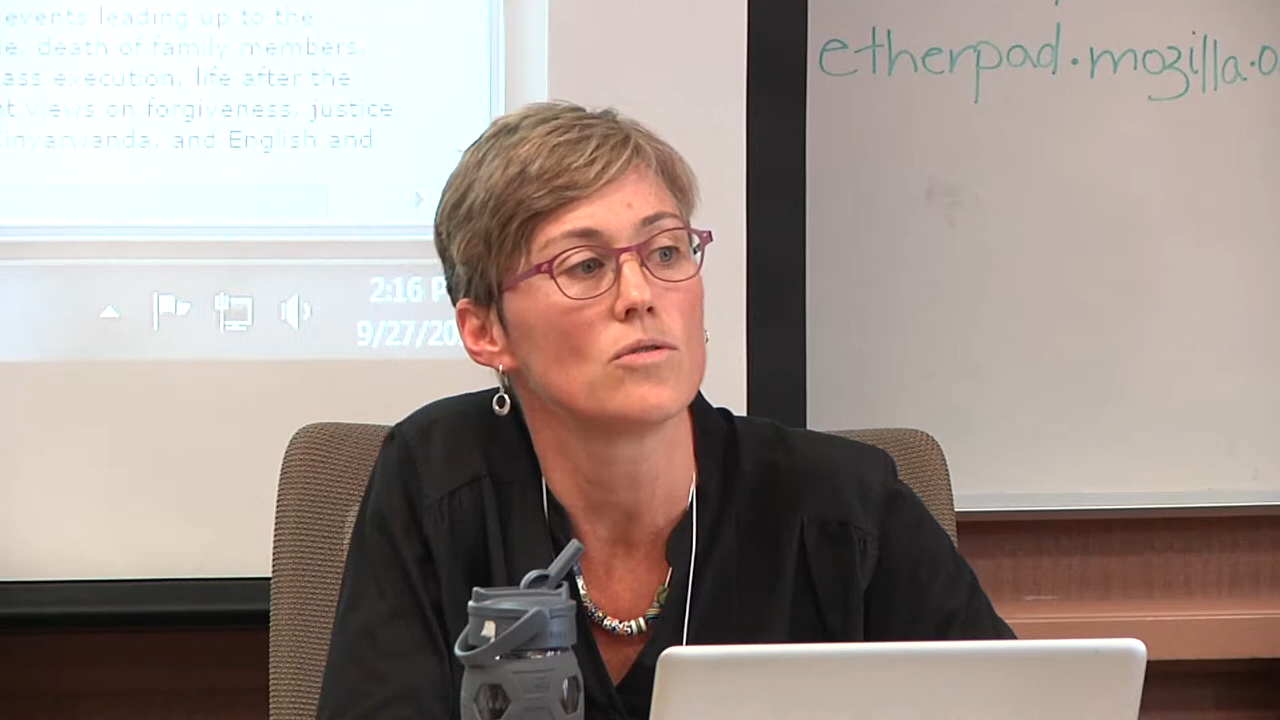 events leading up to the
death of family members,
ass execution, life after the
views on forgiveness, justice
inyarwanda, and English and
2:16 P
9/27/20
etherpad.mozilla.o